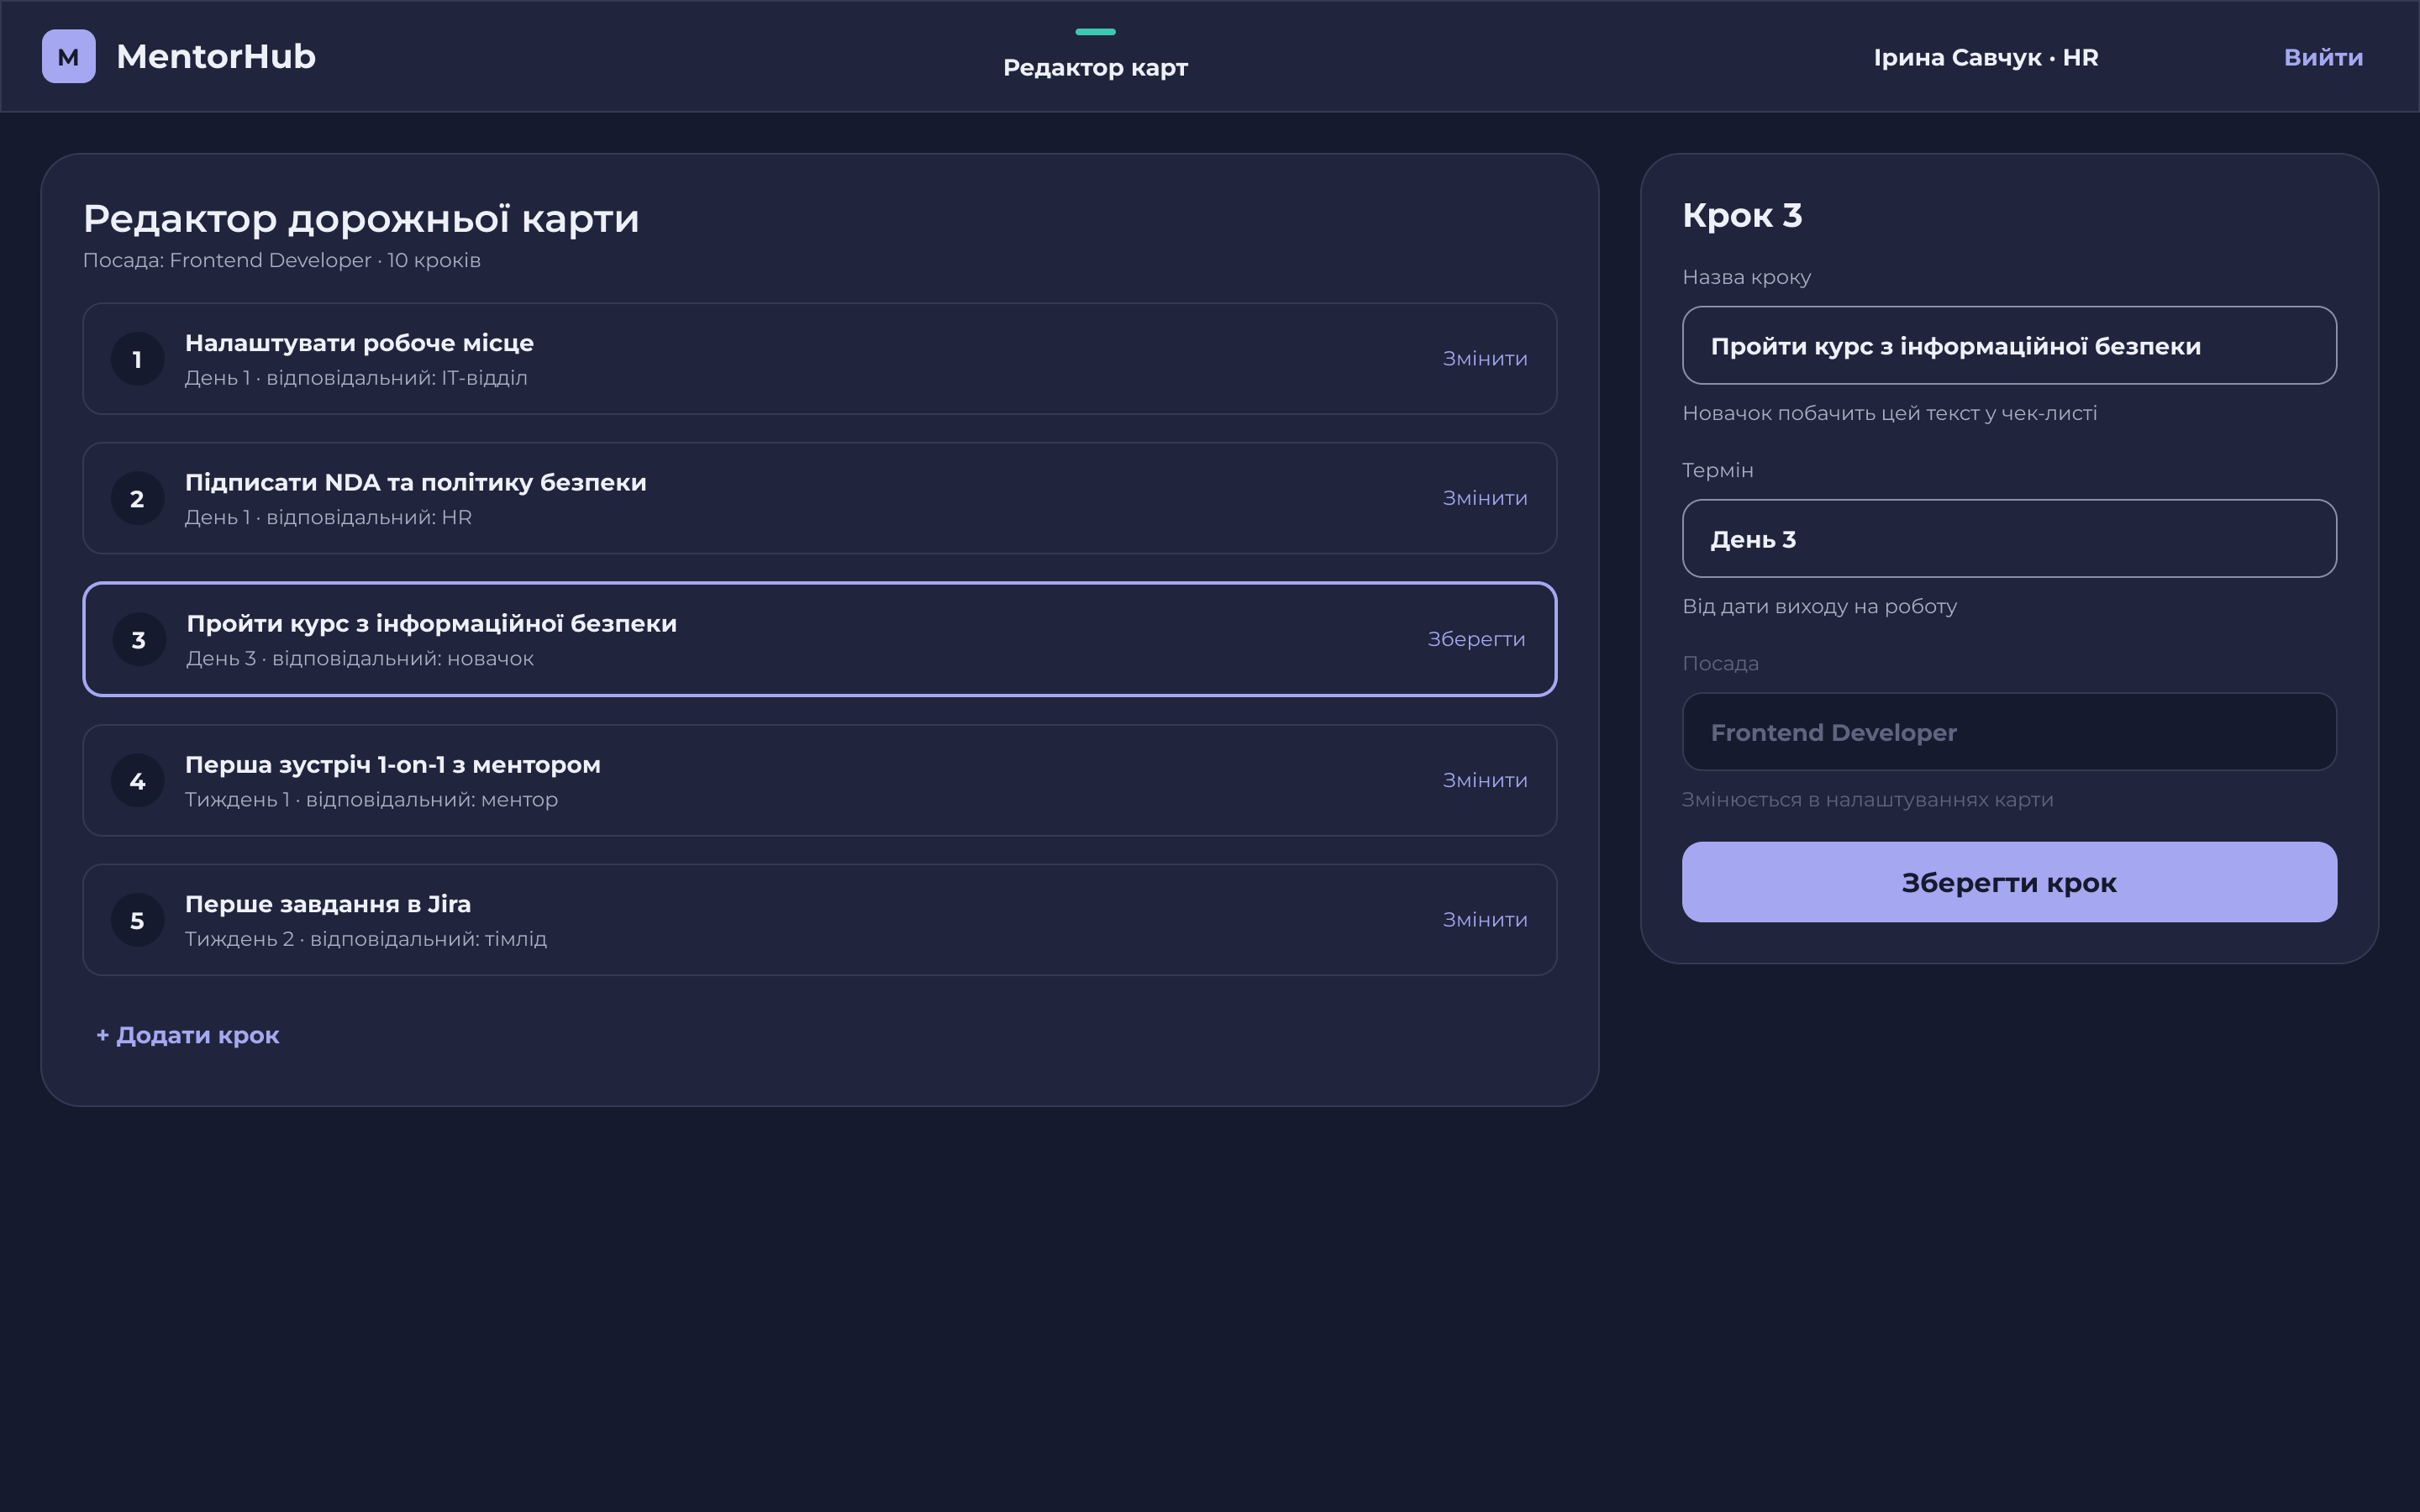 M
MentorHub
Редактор карт
Ірина Савчук · HR
Вийти
Редактор дорожньої карти
Посада: Frontend Developer · 10 кроків
1
Налаштувати робоче місце
День 1 · відповідальний: ІТ-відділ
Змінити
2
Підписати NDA та політику безпеки
День 1 · відповідальний: HR
Змінити
3
Пройти курс з інформаційної безпеки
День 3 · відповідальний: новачок
Зберегти
4
Перша зустріч 1-on-1 з ментором
Тиждень 1 · відповідальний: ментор
Змінити
5
Перше завдання в Jira
Тиждень 2 · відповідальний: тімлід
Змінити
+ Додати крок
Крок 3
Назва кроку
Пройти курс з інформаційної безпеки
Новачок побачить цей текст у чек-листі
Термін
День 3
Від дати виходу на роботу
Посада
Frontend Developer
Змінюється в налаштуваннях карти
Зберегти крок